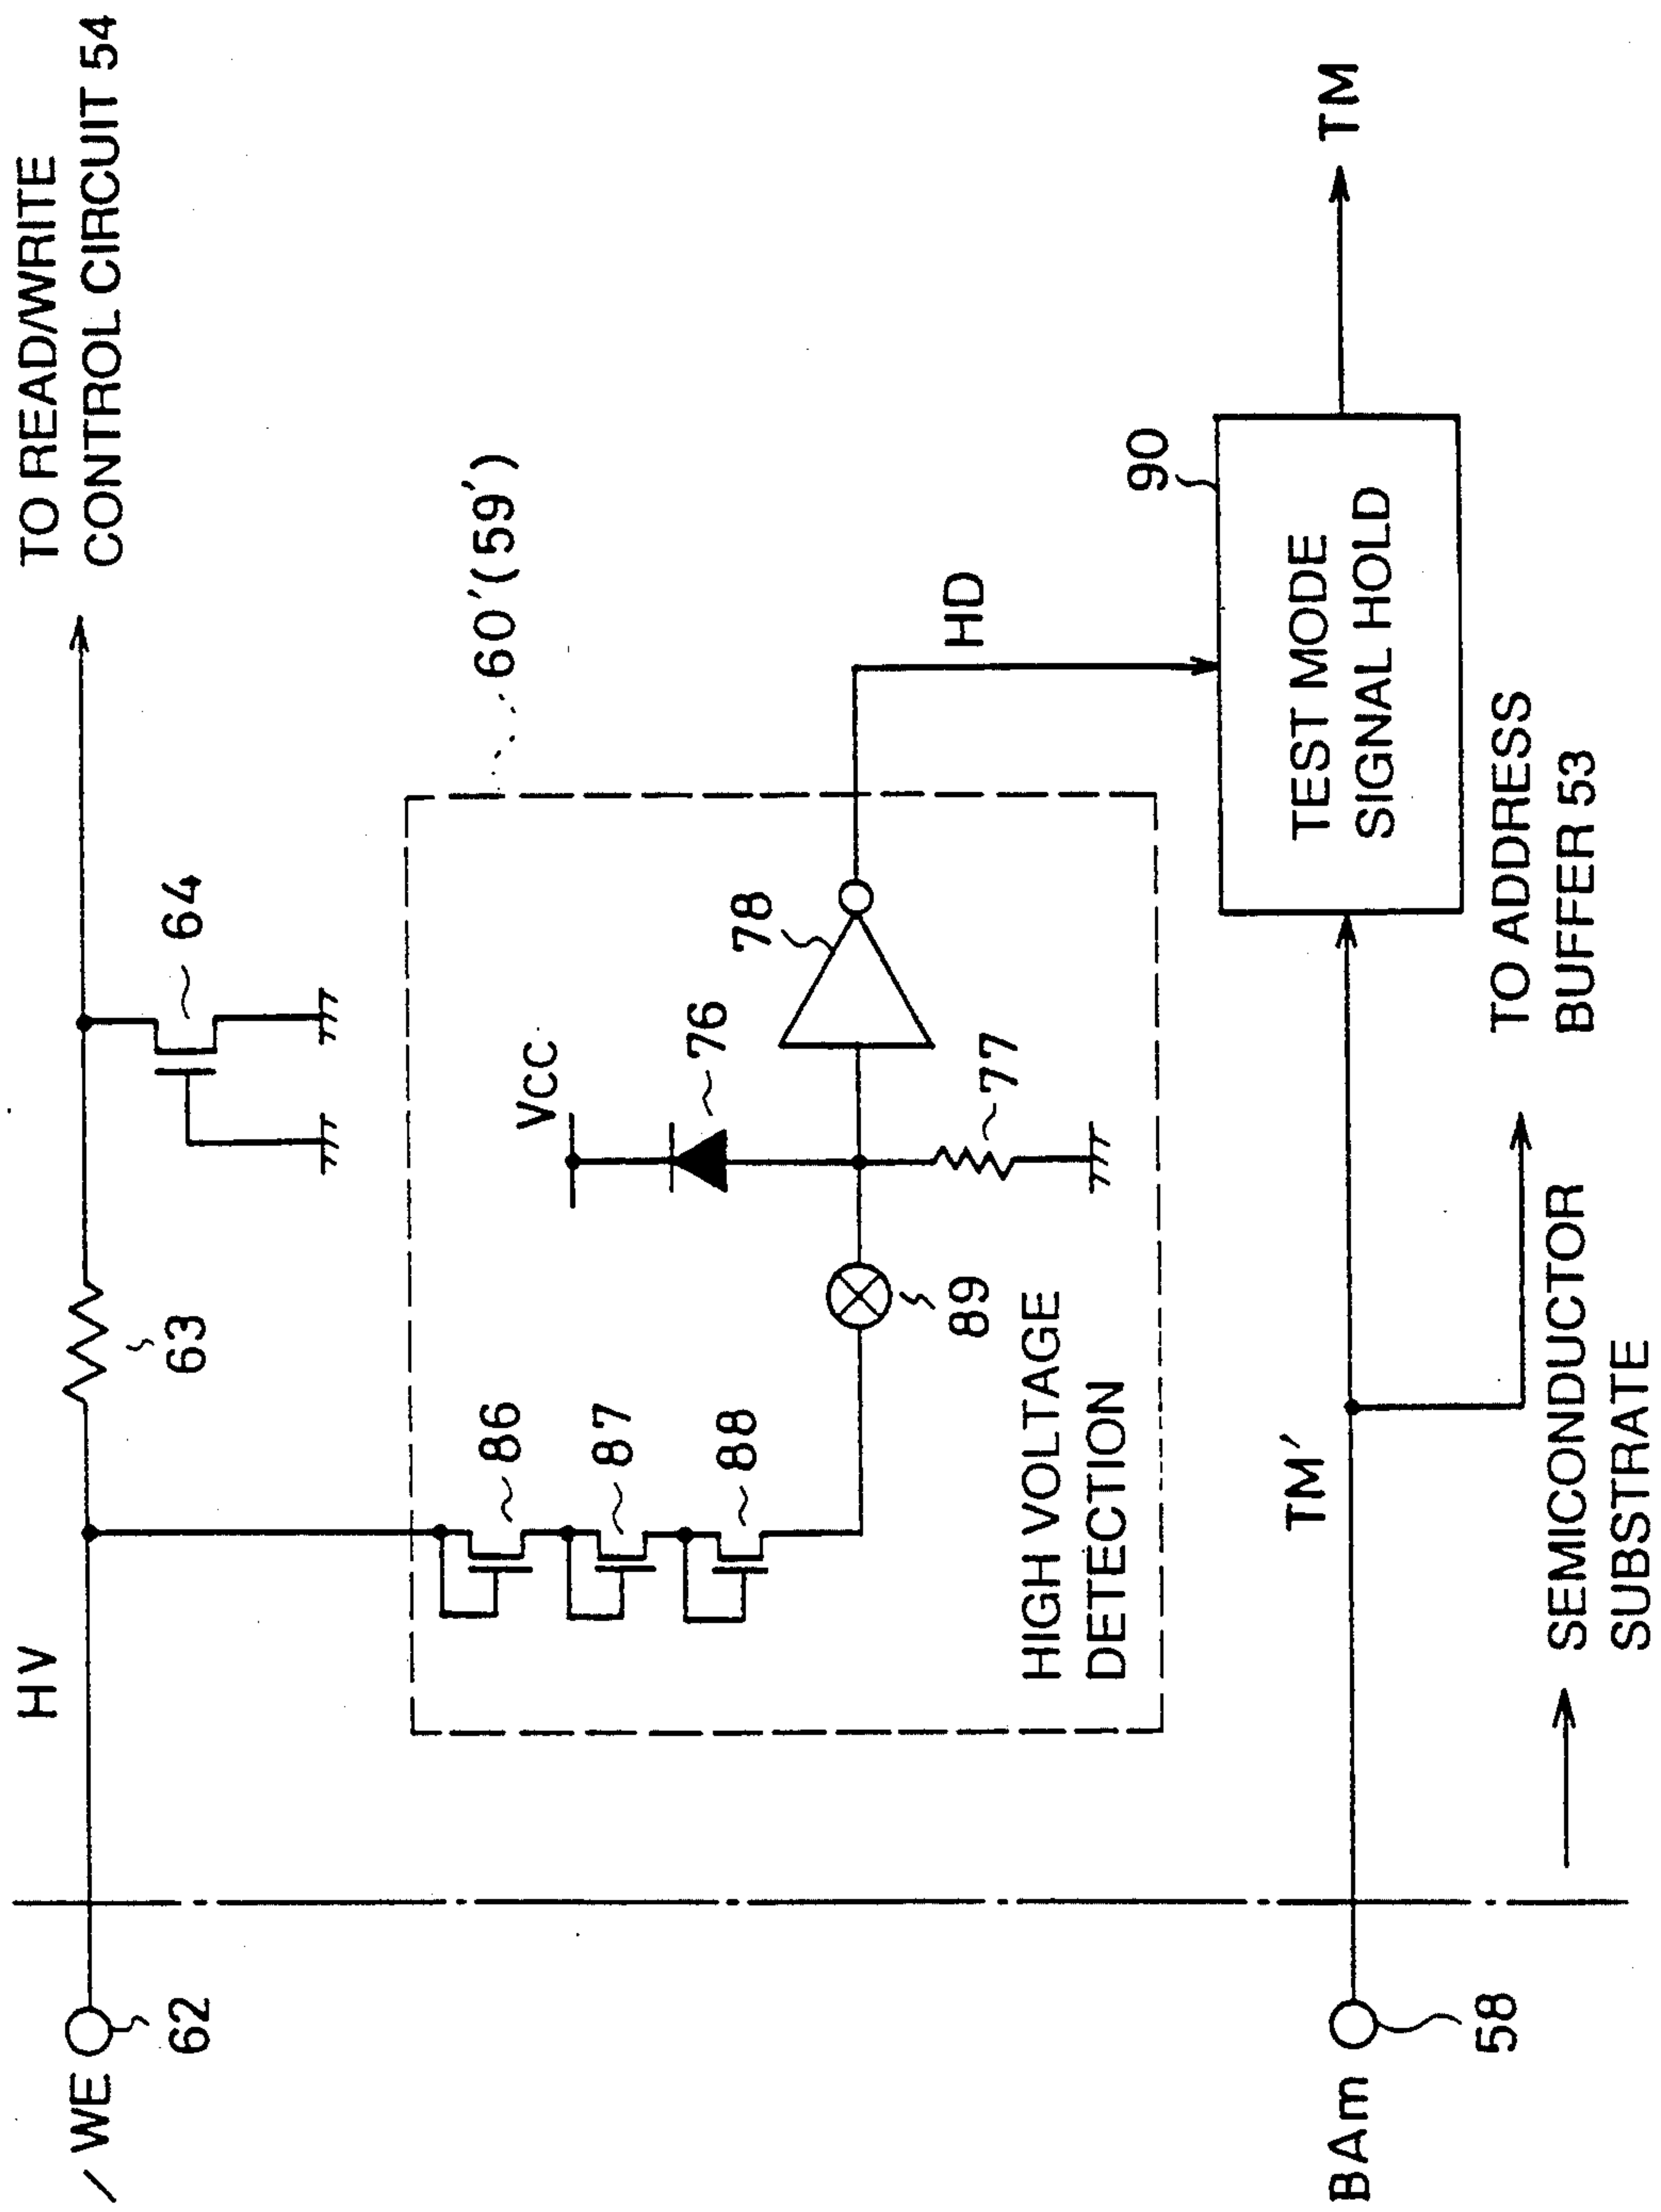 TO READ/WRITE
CONTROL CIRCUIT 54
HV
/WE
62
63
64
60'(59')
86
87
88
VCC
76
78
77
89
HIGH VOLTAGE
DETECTION
HD
90
TEST MODE
SIGNAL HOLD
TM
TM'
BAm
58
TO ADDRESS
BUFFER 53
SEMICONDUCTOR
SUBSTRATE